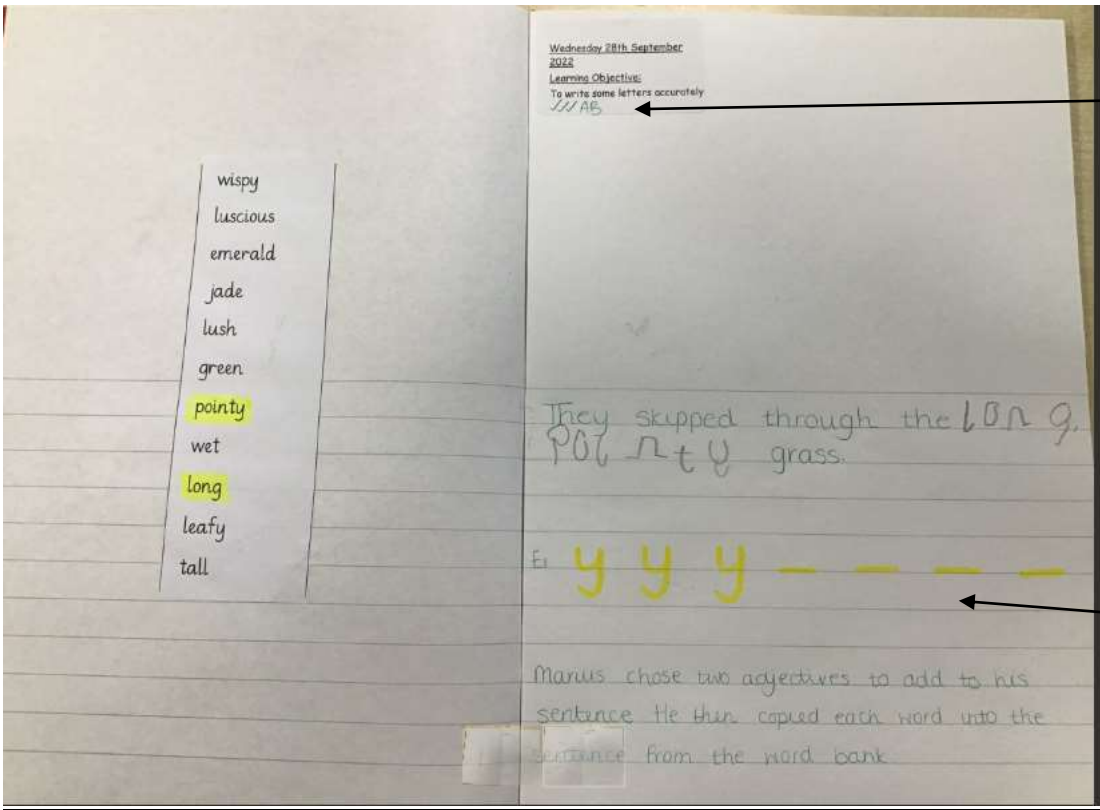 wispy
luscious
emerald
jade
lush
green
pointy
wet
long
leafy
tall
Wednesday 28th September
2022
Learning Objective:
To write some letters accurately
/// AB
They skipped through the long,
pointy grass.
E1 y y y _ _ _ _
Marius chose two adjectives to add to his
sentence. He then copied each word into the
sentence from the word bank